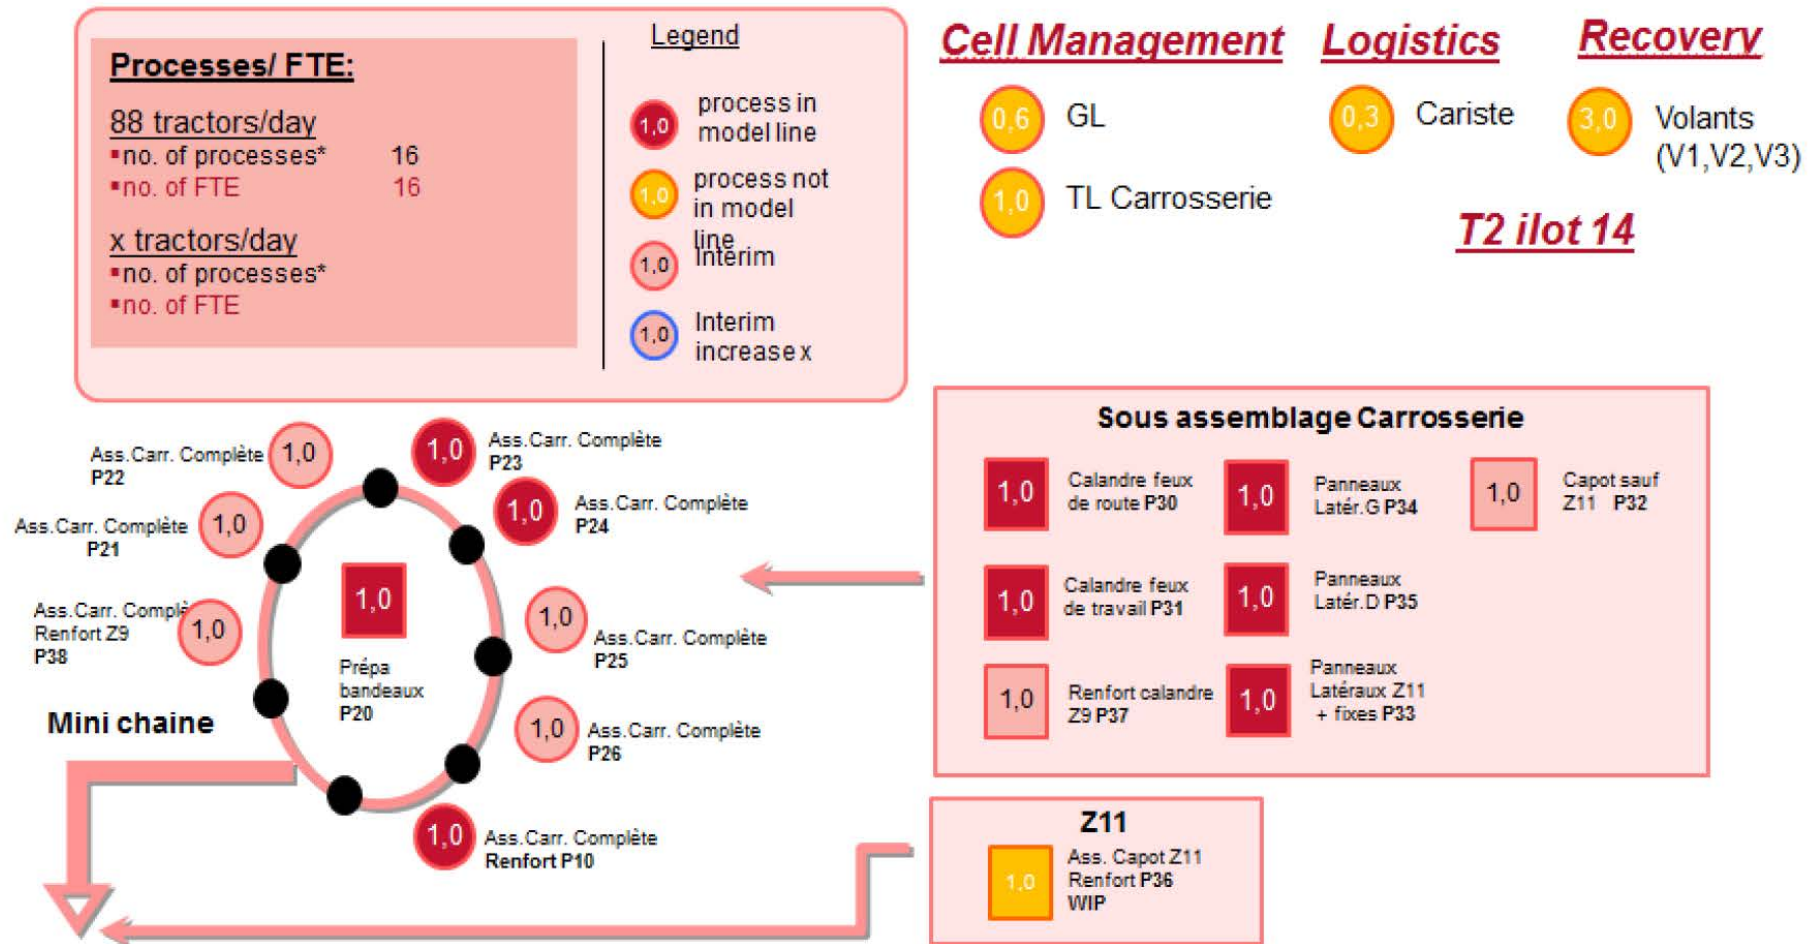 Processes/ FTE:
88 tractors/day
▪no. of processes* 16
▪no. of FTE 16
x tractors/day
▪no. of processes*
▪no. of FTE
Legend
1,0 process in
model line
1,0 process not
in model
line
1,0 Intérim
1,0 Interim
increase x
Cell Management
0,6 GL
1,0 TL Carrosserie
Logistics
0,3 Cariste
Recovery
3,0 Volants
(V1,V2,V3)
T2 ilot 14
Ass.Carr. Complète 1,0
P22
1,0 Ass.Carr. Complète
P23
Ass.Carr. Complète 1,0
P21
1,0 Ass.Carr. Complète
P24
Ass.Carr. Complè 1,0
Renfort Z9
P38
1,0
Prépa
bandeaux
P20
1,0 Ass.Carr. Complète
P25
1,0 Ass.Carr. Complète
P26
Mini chaine
1,0 Ass.Carr. Complète
Renfort P10
Sous assemblage Carrosserie
1,0 Calandre feux
de route P30
1,0 Panneaux
Latér.G P34
1,0 Capot sauf
Z11 P32
1,0 Calandre feux
de travail P31
1,0 Panneaux
Latér.D P35
1,0 Renfort calandre
Z9 P37
1,0 Panneaux
Latéraux Z11
+ fixes P33
Z11
1,0 Ass. Capot Z11
Renfort P36
WIP